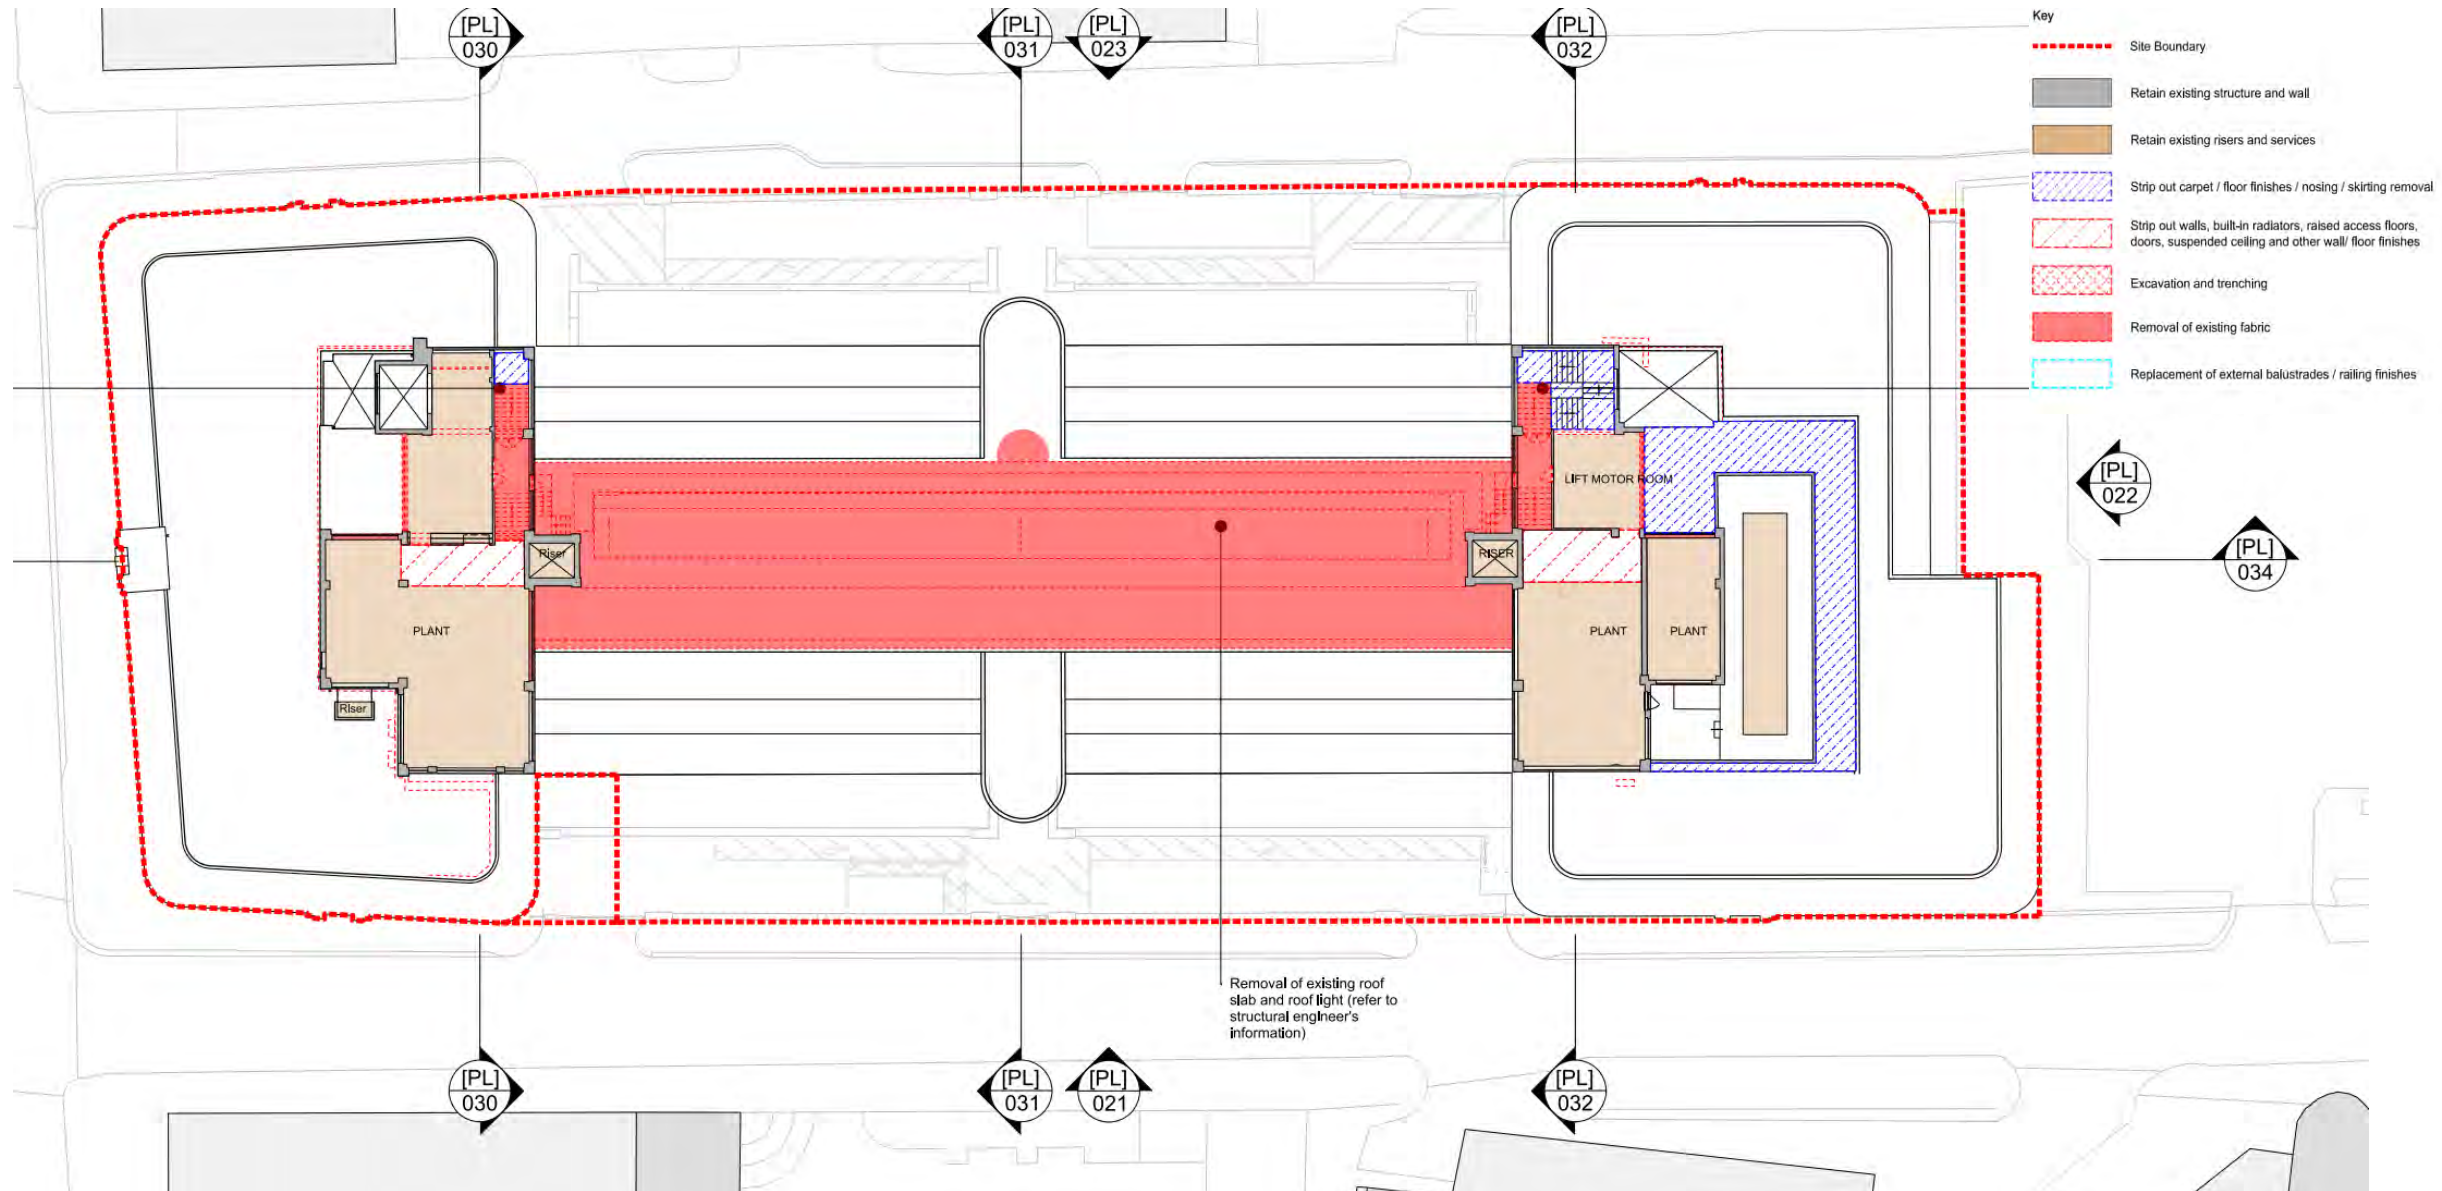 [PL]
030
[PL]
031
[PL]
023
[PL]
032
Key
Site Boundary
Retain existing structure and wall
Retain existing risers and services
Strip out carpet / floor finishes / nosing / skirting removal
Strip out walls, built-in radiators, raised access floors,
doors, suspended ceiling and other wall/ floor finishes
Excavation and trenching
Removal of existing fabric
Replacement of external balustrades / railing finishes
LIFT MOTOR ROOM
[PL]
022
Riser
RISER
[PL]
034
PLANT
PLANT
PLANT
Riser
Removal of existing roof
slab and roof light (refer to
structural engineer's
information)
[PL]
030
[PL]
031
[PL]
021
[PL]
032